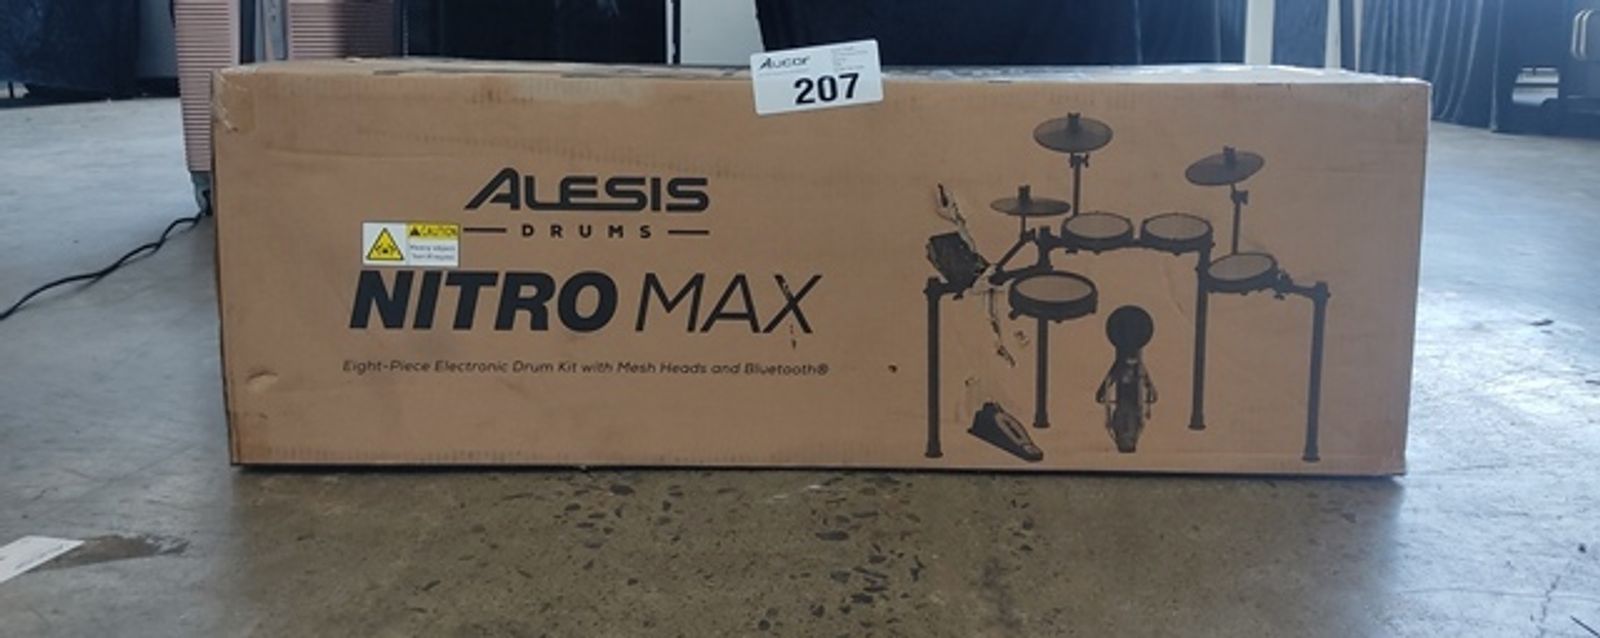 Aucor
207
ALESIS
DRUMS
CAUTION
NITRO MAX
Eight-Piece Electronic Drum Kit with Mesh Heads and Bluetooth®